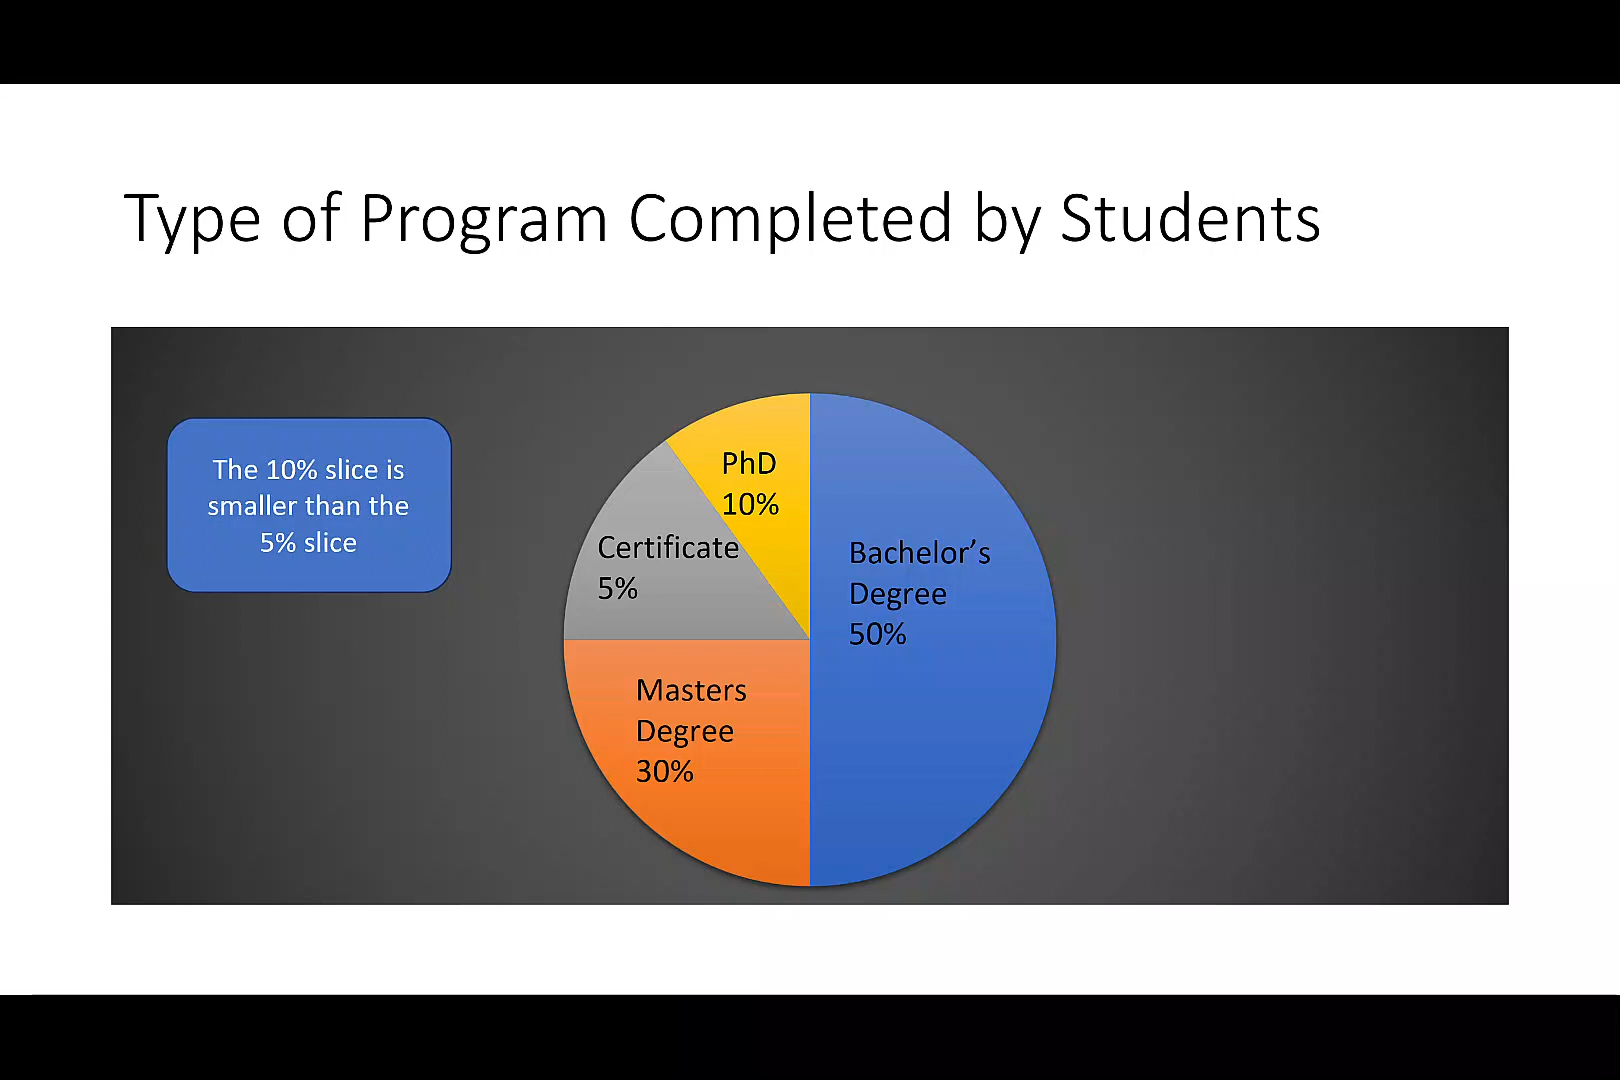 Type of Program Completed by Students
The 10% slice is
smaller than the
5% slice
PhD
10%
Certificate
5%
Bachelor’s
Degree
50%
Masters
Degree
30%